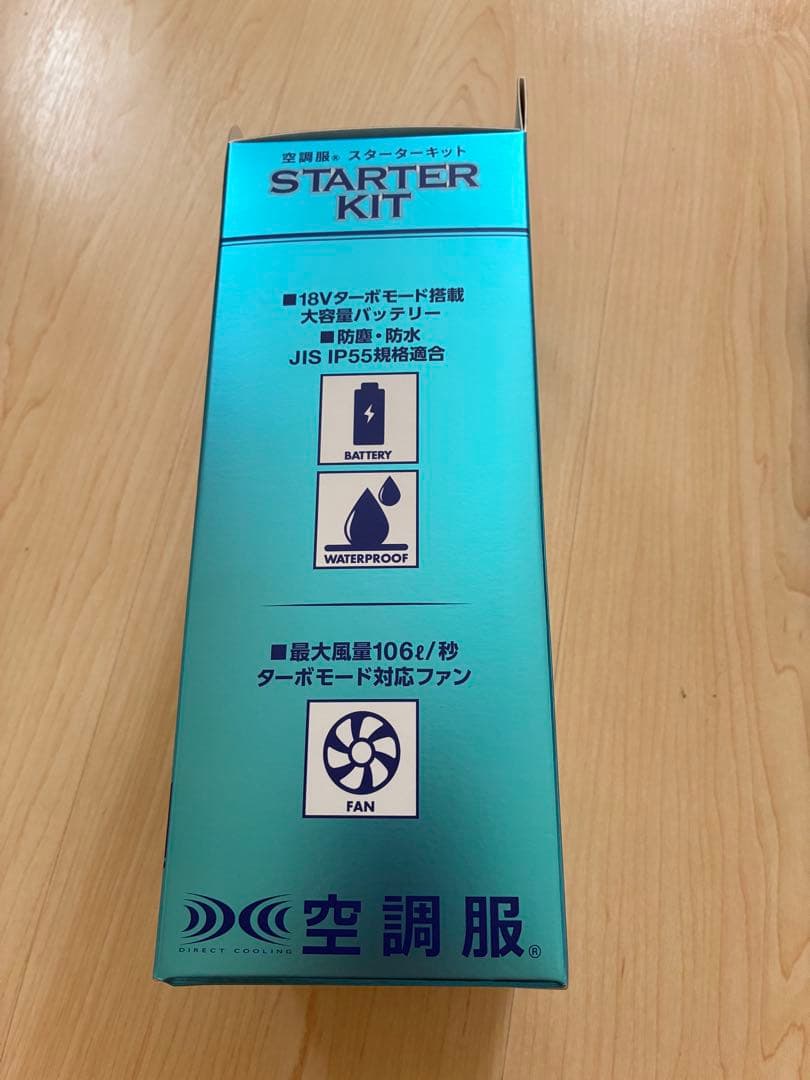 空調服® スターターキット
STARTER
KIT
■18Vターボモード搭載
大容量バッテリー
■防塵・防水
JIS IP55規格適合
BATTERY
WATERPROOF
■最大風量106ℓ/秒
ターボモード対応ファン
FAN
DIRECT COOLING
空調服®